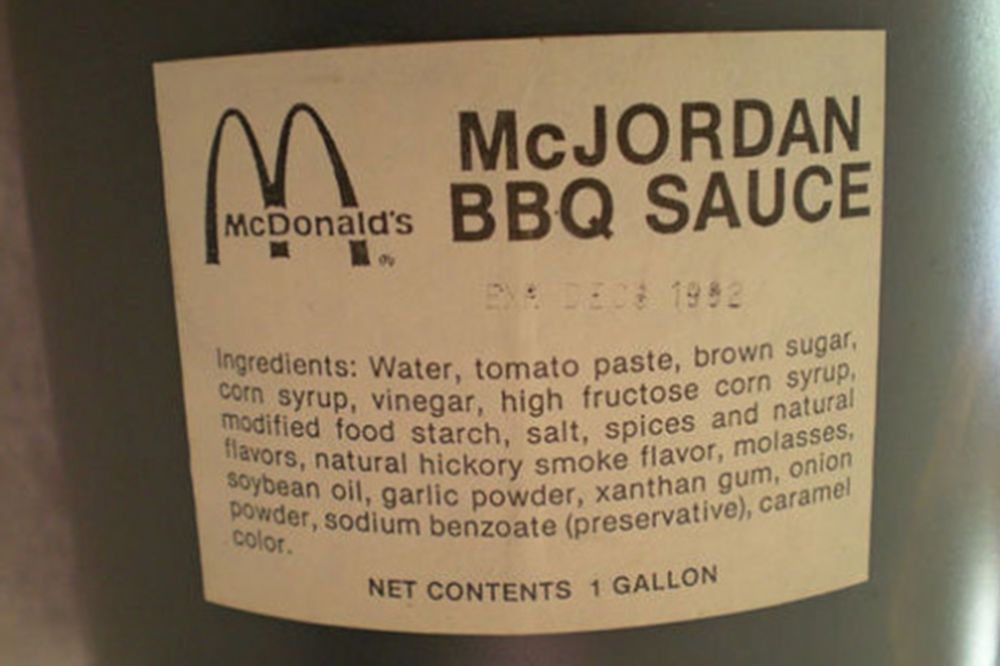 McDonald's
McJORDAN
BBQ SAUCE
1992
Ingredients: Water, tomato paste, brown sugar,
corn syrup, vinegar, high fructose corn syrup,
modified food starch, salt, spices and natural
flavors, natural hickory smoke flavor, molasses,
soybean oil, garlic powder, xanthan gum, onion
powder, sodium benzoate (preservative), caramel
color.
NET CONTENTS 1 GALLON